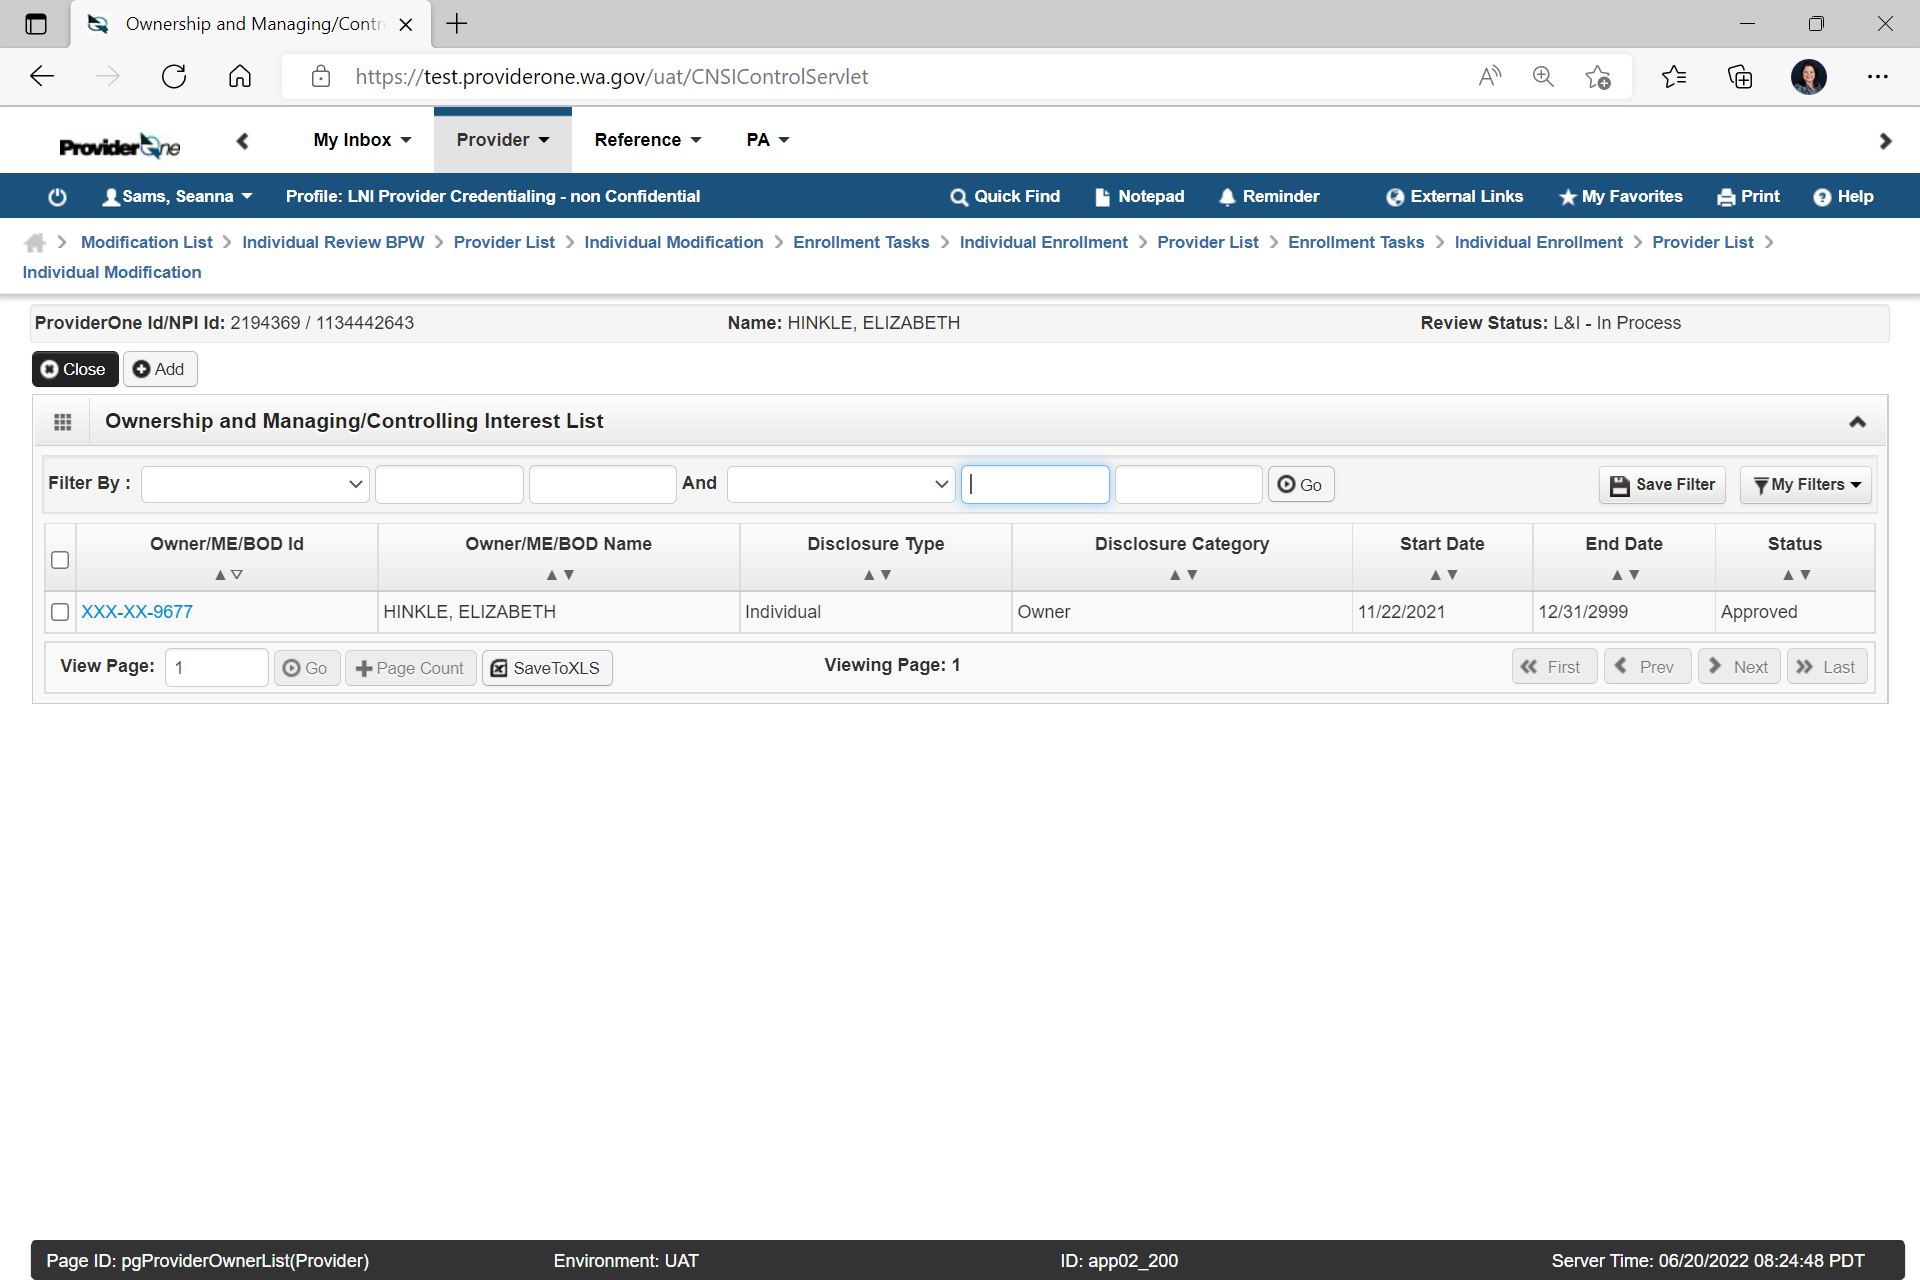 Ownership and Managing/Contr
https://test.providerone.wa.gov/uat/CNSIControlServlet
ProviderOne My Inbox Provider Reference PA
Sams, Seanna Profile: LNI Provider Credentialing - non Confidential Quick Find Notepad Reminder External Links My Favorites Print Help
Modification List > Individual Review BPW > Provider List > Individual Modification > Enrollment Tasks > Individual Enrollment > Provider List > Enrollment Tasks > Individual Enrollment > Provider List >
Individual Modification
ProviderOne Id/NPI Id: 2194369 / 1134442643 Name: HINKLE, ELIZABETH Review Status: L&I - In Process
Close Add
Ownership and Managing/Controlling Interest List
Filter By : And Go Save Filter My Filters
Owner/ME/BOD Id Owner/ME/BOD Name Disclosure Type Disclosure Category Start Date End Date Status
XXX-XX-9677 HINKLE, ELIZABETH Individual Owner 11/22/2021 12/31/2999 Approved
View Page: 1 Go Page Count SaveToXLS Viewing Page: 1 First Prev Next Last
Page ID: pgProviderOwnerList(Provider) Environment: UAT ID: app02_200 Server Time: 06/20/2022 08:24:48 PDT